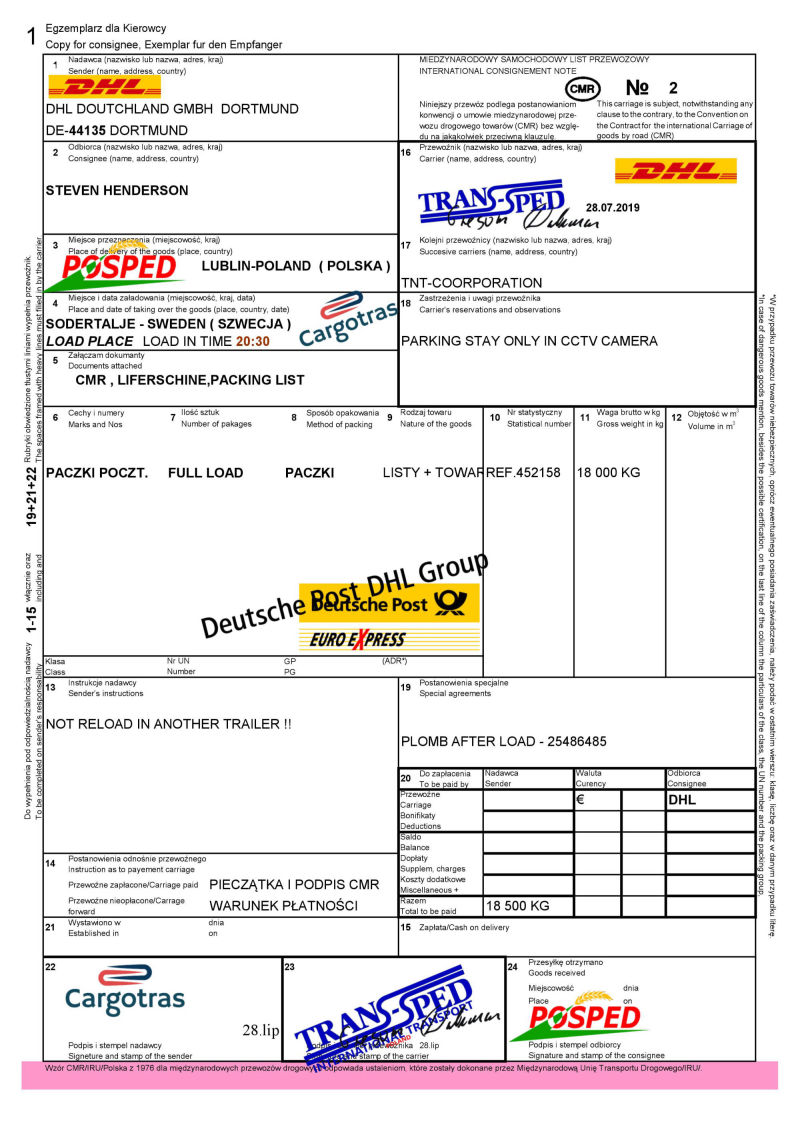 1
Egzemplarz dla Kierowcy
Copy for consignee, Exemplar fur den Empfanger
1 Nadawca (nazwisko lub nazwa, adres, kraj)
Sender (name, address, country)
DHL
DHL DOUTCHLAND GMBH DORTMUND
DE-44135 DORTMUND
MIEDZYNARODOWY SAMOCHODOWY LIST PRZEWOZOWY
INTERNATIONAL CONSIGNEMENT NOTE
CMR № 2
Niniejszy przewóz podlega postanowianiom
konwencji o umowie miedzynarodowej prze-
wozu drogowego towarów (CMR) bez wzglę-
du na jakąkolwiek przeciwną klauzulę.
This carriage is subject, notwithstanding any
clause to the contrary, to the Convention on
the Contract for the international Carriage of
goods by road (CMR)
2 Odbiorca (nazwisko lub nazwa, adres, kraj)
Consignee (name, address, country)
STEVEN HENDERSON
16 Przewoźnik (nazwisko lub nazwa, adres, kraj)
Carrier (name, address, country)
DHL
TRANS-SPED
28.07.2019
3 Miejsce przeznaczenia (miejscowość, kraj)
Place of delivery of the goods (place, country)
POSPED
LUBLIN-POLAND ( POLSKA )
17 Kolejni przewoźnicy (nazwisko lub nazwa, adres, kraj)
Succesive carriers (name, address, country)
TNT-COORPORATION
4 Miejsce i data załadowania (miejscowość, kraj, data)
Place and date of taking over the goods (place, country, date)
SODERTALJE - SWEDEN ( SZWECJA )
LOAD PLACE LOAD IN TIME 20:30
Cargotras
18 Zastrzeżenia i uwagi przewoźnika
Carrier's reservations and observations
PARKING STAY ONLY IN CCTV CAMERA
5 Załączam dokumanty
Documents attached
CMR , LIFERSCHINE,PACKING LIST
6 Cechy i numery
Marks and Nos
7 Ilość sztuk
Number of pakages
8 Sposób opakowania
Method of packing
9 Rodzaj towaru
Nature of the goods
10 Nr statystyczny
Statistical number
11 Waga brutto w kg
Gross weight in kg
12 Objętość w m³
Volume in m³
PACZKI POCZT. FULL LOAD PACZKI LISTY + TOWAR REF.452158 18 000 KG
Deutsche Post DHL Group
Deutsche Post
EURO EXPRESS
Klasa Nr UN GP (ADR*)
Class Number PG
13 Instrukcje nadawcy
Sender's instructions
NOT RELOAD IN ANOTHER TRAILER !!
19 Postanowienia specjalne
Special agreements
PLOMB AFTER LOAD - 25486485
20 Do zapłacenia
To be paid by
Nadawca
Sender
Waluta
Curency
Odbiorca
Consignee
Przewoźne
Carriage
€ DHL
Bonifikaty
Deductions
Saldo
Balance
Dopłaty
Supplem, charges
Koszty dodatkowe
Miscellaneous +
Razem
Total to be paid
18 500 KG
14 Postanowienia odnośnie przewoźnego
Instruction as to payement carriage
Przewoźne zapłacone/Carriage paid PIECZĄTKA I PODPIS CMR
Przewoźne nieopłacone/Carrage
forward
WARUNEK PŁATNOŚCI
21 Wystawiono w dnia
Established in on
15 Zapłata/Cash on delivery
22
Cargotras
28.lip
Podpis i stempel nadawcy
Signeture and stamp of the sender
23
TRANS-SPED
INTERNATIONAL TRANSPORT
28.lip
stamp of the carrier
24 Przesyłkę otrzymano
Goods received
Miejscowość dnia
Place on
POSPED
Podpis i stempel odbiorcy
Signeture and stamp of the consignee
Wzór CMR/IRU/Polska z 1976 dla międzynarodowych przewozów drogowych odpowiada ustaleniom, które zostały dokonane przez Międzynarodową Unię Transportu Drogowego/IRU/.
Do wypełnienia pod odpowiedzialnością nadawcy 1-15 włącznie oraz 19+21+22 Rubryki obwiedzione tłustymi liniami wypełnia przewoźnik.
To be completed on sender's responsability including and The spaces framed with heavy lines must filled in by the carrier
*W przypadku przewozu towarów niebezpiecznych, oprócz ewentualnego posiadania zaświadczenia, należy podać w ostatnim wierszu: klasę, liczbę oraz w danym przypadku literę.
*In case of dangerous goods mention, besides the possible certification, on the last line of the column the particulars of the class, the UN number and the packing group.